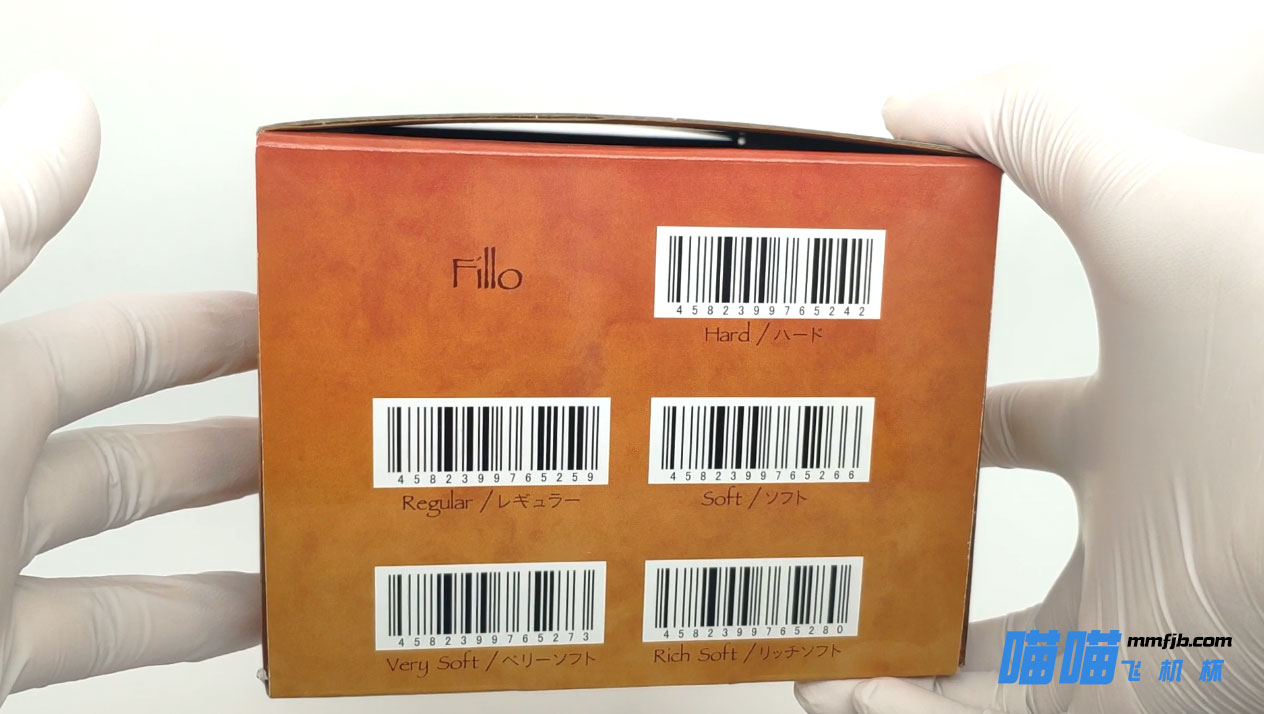 Fillo
4582399765242
Hard / ハード
4582399765259
Regular / レギュラー
4582399765266
Soft / ソフト
4582399765273
Very Soft / ベリーソフト
4582399765280
Rich Soft / リッチソフト
喵喵 mmfjb.com
飞机杯